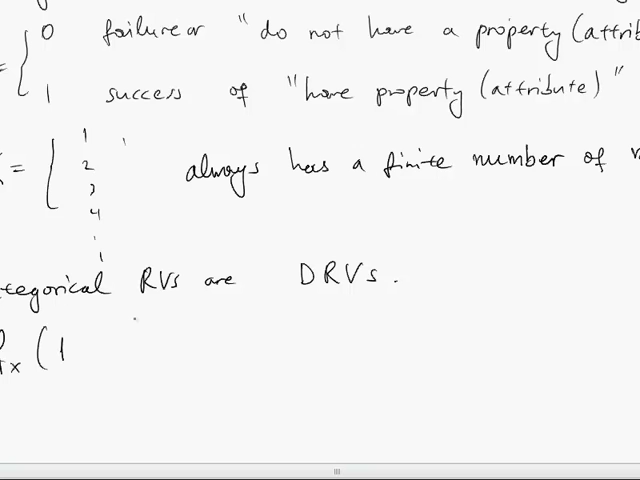 = { 0 failure or "do not have a property (attrib
1 success of "have property (attribute)"
= { 1
2 always has a finite number of
3
4
tegorical RVs are DRVs.
x (1